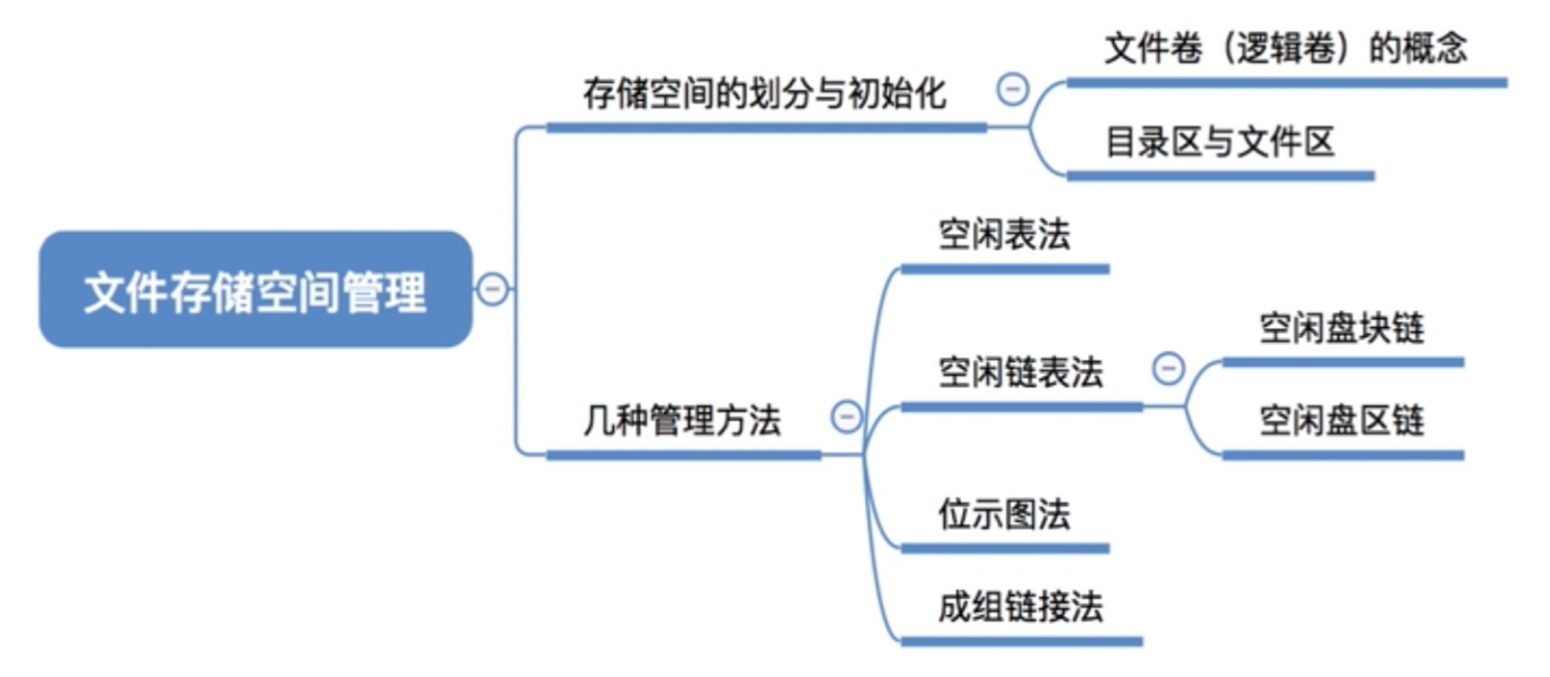 文件存储空间管理
存储空间的划分与初始化
文件卷（逻辑卷）的概念
目录区与文件区
几种管理方法
空闲表法
空闲链表法
空闲盘块链
空闲盘区链
位示图法
成组链接法